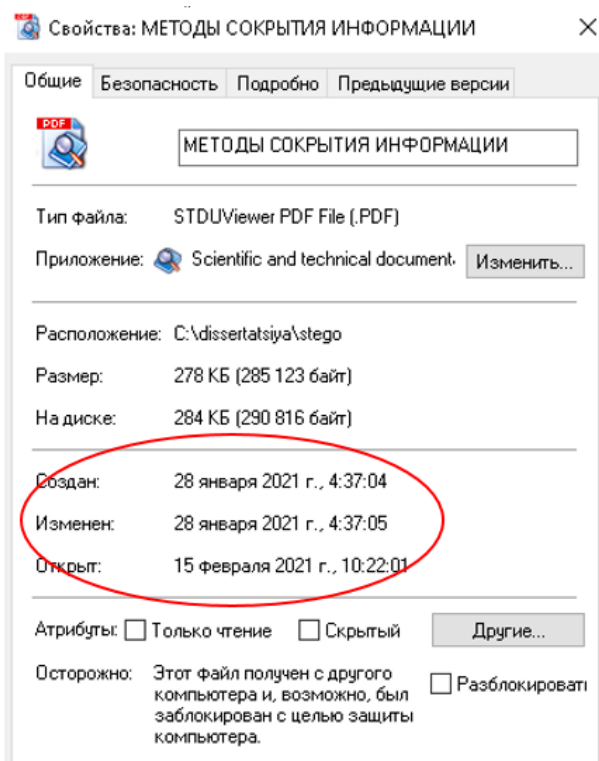 Свойства: МЕТОДЫ СОКРЫТИЯ ИНФОРМАЦИИ
Общие Безопасность Подробно Предыдущие версии
PDF
МЕТОДЫ СОКРЫТИЯ ИНФОРМАЦИИ
Тип файла: STDUViewer PDF File (.PDF)
Приложение: Scientific and technical document. Изменить...
Расположение: C:\dissertatsiya\stego
Размер: 278 КБ (285 123 байт)
На диске: 284 КБ (290 816 байт)
Создан: 28 января 2021 г., 4:37:04
Изменен: 28 января 2021 г., 4:37:05
Открыт: 15 февраля 2021 г., 10:22:01
Атрибуты: Только чтение Скрытый Другие...
Осторожно: Этот файл получен с другого Разблокировать
компьютера и, возможно, был
заблокирован с целью защиты
компьютера.